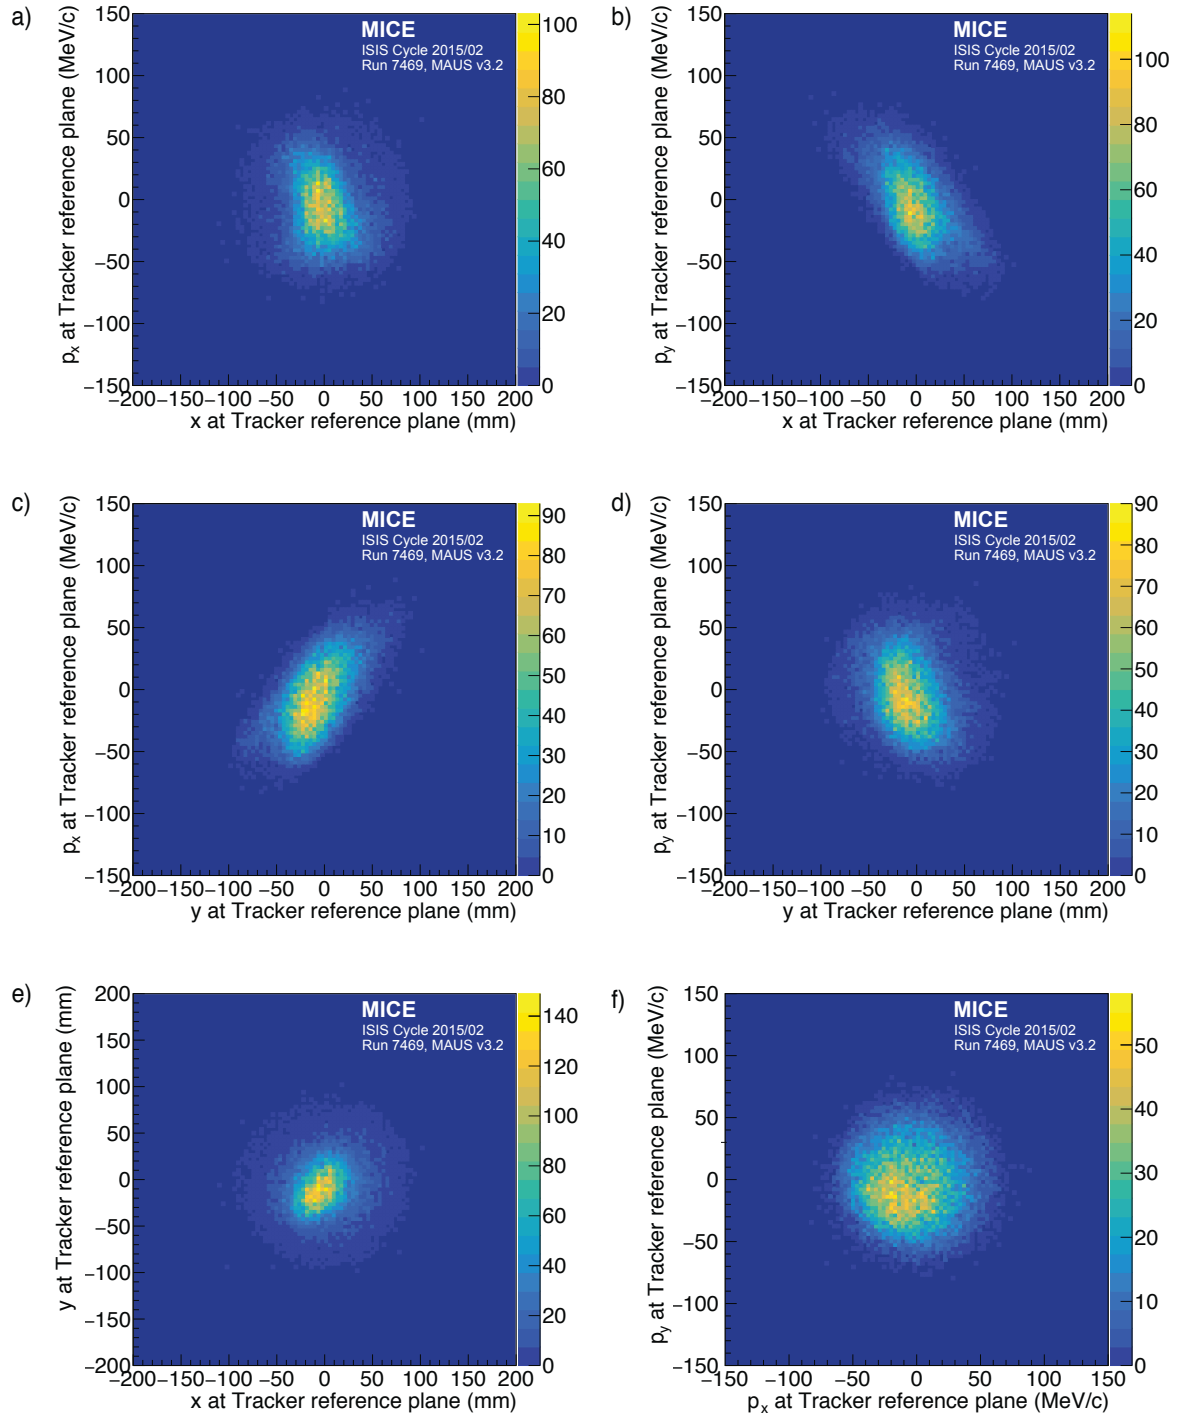 a)
MICE
ISIS Cycle 2015/02
Run 7469, MAUS v3.2
p_x at Tracker reference plane (MeV/c)
150
100
50
0
−50
−100
−150
−200 −150 −100 −50 0 50 100 150 200
x at Tracker reference plane (mm)
100
80
60
40
20
0
b)
MICE
ISIS Cycle 2015/02
Run 7469, MAUS v3.2
p_y at Tracker reference plane (MeV/c)
150
100
50
0
−50
−100
−150
−200 −150 −100 −50 0 50 100 150 200
x at Tracker reference plane (mm)
100
80
60
40
20
0
c)
MICE
ISIS Cycle 2015/02
Run 7469, MAUS v3.2
p_x at Tracker reference plane (MeV/c)
150
100
50
0
−50
−100
−150
−200 −150 −100 −50 0 50 100 150 200
y at Tracker reference plane (mm)
90
80
70
60
50
40
30
20
10
0
d)
MICE
ISIS Cycle 2015/02
Run 7469, MAUS v3.2
p_y at Tracker reference plane (MeV/c)
150
100
50
0
−50
−100
−150
−200 −150 −100 −50 0 50 100 150 200
y at Tracker reference plane (mm)
90
80
70
60
50
40
30
20
10
0
e)
MICE
ISIS Cycle 2015/02
Run 7469, MAUS v3.2
y at Tracker reference plane (mm)
200
150
100
50
0
−50
−100
−150
−200
−200 −150 −100 −50 0 50 100 150 200
x at Tracker reference plane (mm)
140
120
100
80
60
40
20
0
f)
MICE
ISIS Cycle 2015/02
Run 7469, MAUS v3.2
p_y at Tracker reference plane (MeV/c)
150
100
50
0
−50
−100
−150
−150 −100 −50 0 50 100 150
p_x at Tracker reference plane (MeV/c)
50
40
30
20
10
0